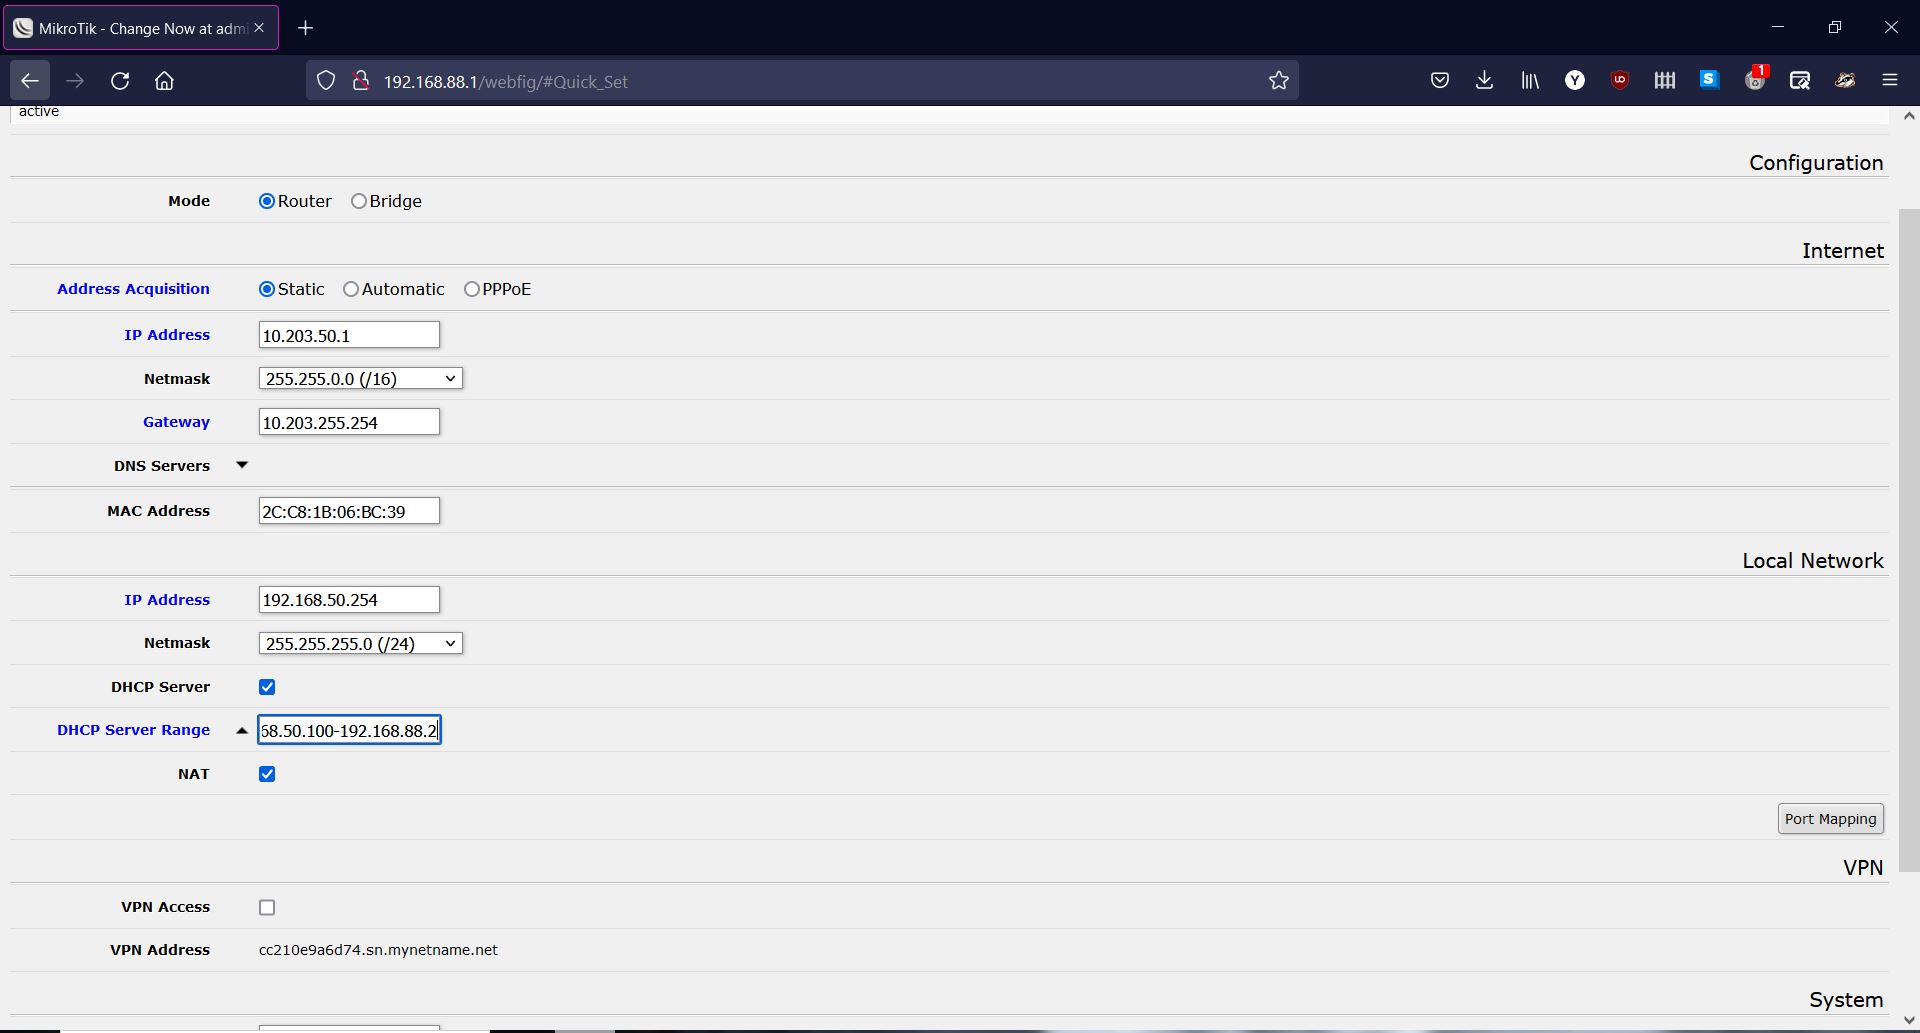 MikroTik - Change Now at admi
192.168.88.1/webfig/#Quick_Set
1
active
Configuration
Mode Router Bridge
Internet
Address Acquisition Static Automatic PPPoE
IP Address 10.203.50.1
Netmask 255.255.0.0 (/16)
Gateway 10.203.255.254
DNS Servers
MAC Address 2C:C8:1B:06:BC:39
Local Network
IP Address 192.168.50.254
Netmask 255.255.255.0 (/24)
DHCP Server
DHCP Server Range 68.50.100-192.168.88.2
NAT
Port Mapping
VPN
VPN Access
VPN Address cc210e9a6d74.sn.mynetname.net
System